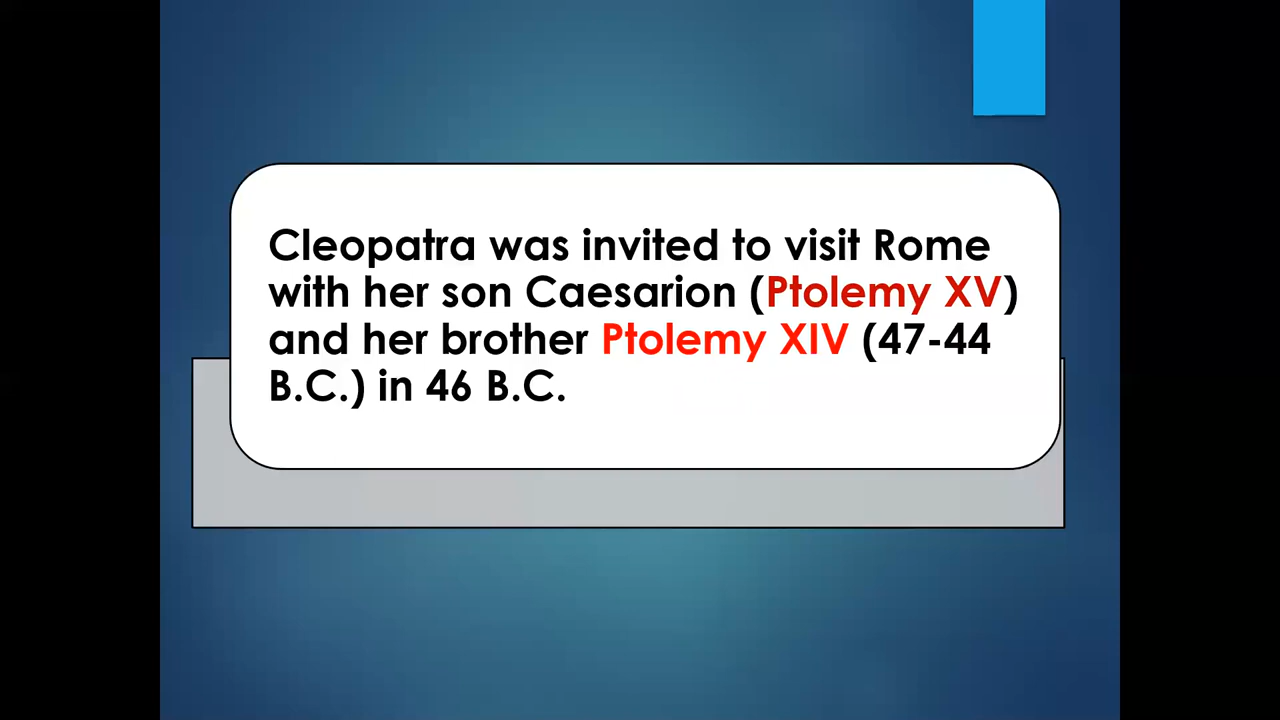 Cleopatra was invited to visit Rome
with her son Caesarion (Ptolemy XV)
and her brother Ptolemy XIV (47-44
B.C.) in 46 B.C.